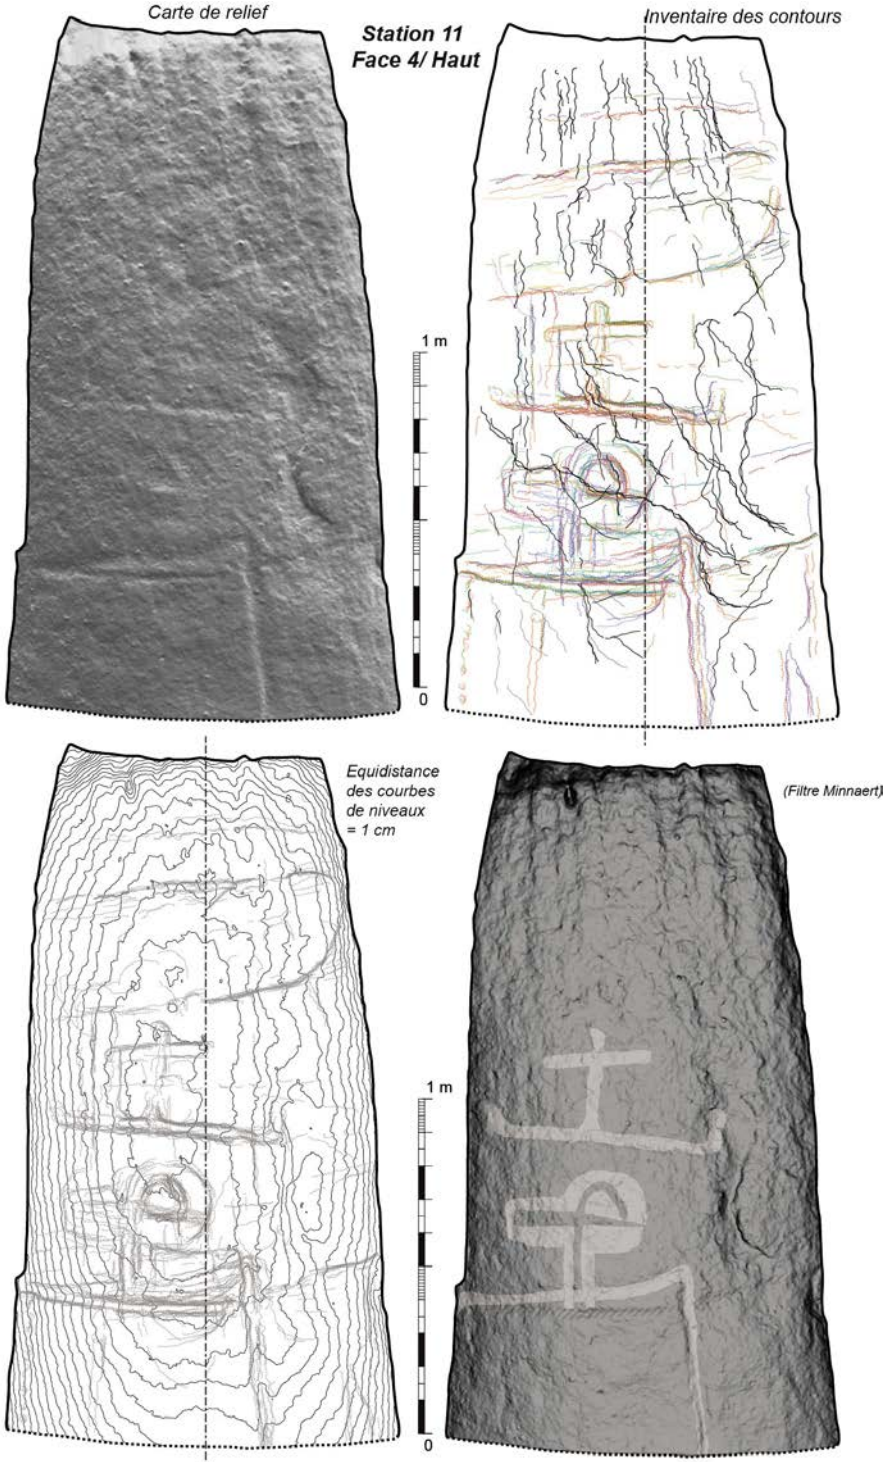 Carte de relief
Station 11
Face 4/ Haut
Inventaire des contours
1 m
0
Equidistance
des courbes
de niveaux
= 1 cm
(Filtre Minnaert)
1 m
0